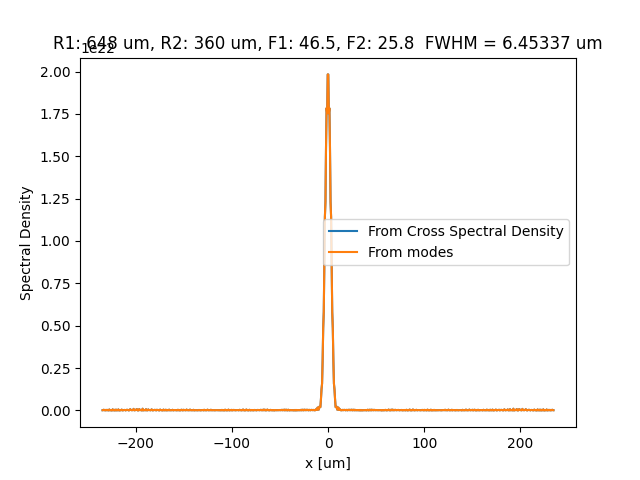 R1: 648 um, R2: 360 um, F1: 46.5, F2: 25.8  FWHM = 6.45337 um
1e22
2.00
1.75
1.50
1.25
1.00
0.75
0.50
0.25
0.00
Spectral Density
From Cross Spectral Density
From modes
−200
−100
0
100
200
x [um]